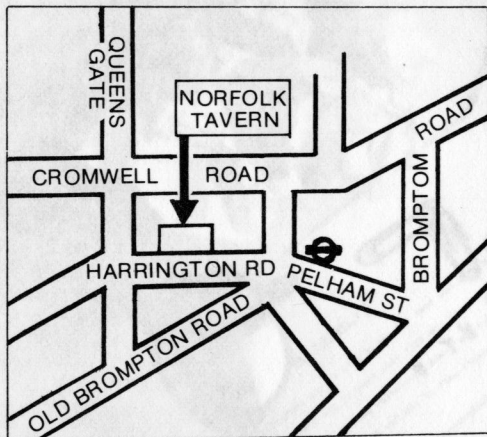 QUEENS
GATE
NORFOLK
TAVERN
CROMWELL ROAD
ROAD
BROMPTOM
HARRINGTON RD
PELHAM ST
OLD BROMPTON ROAD